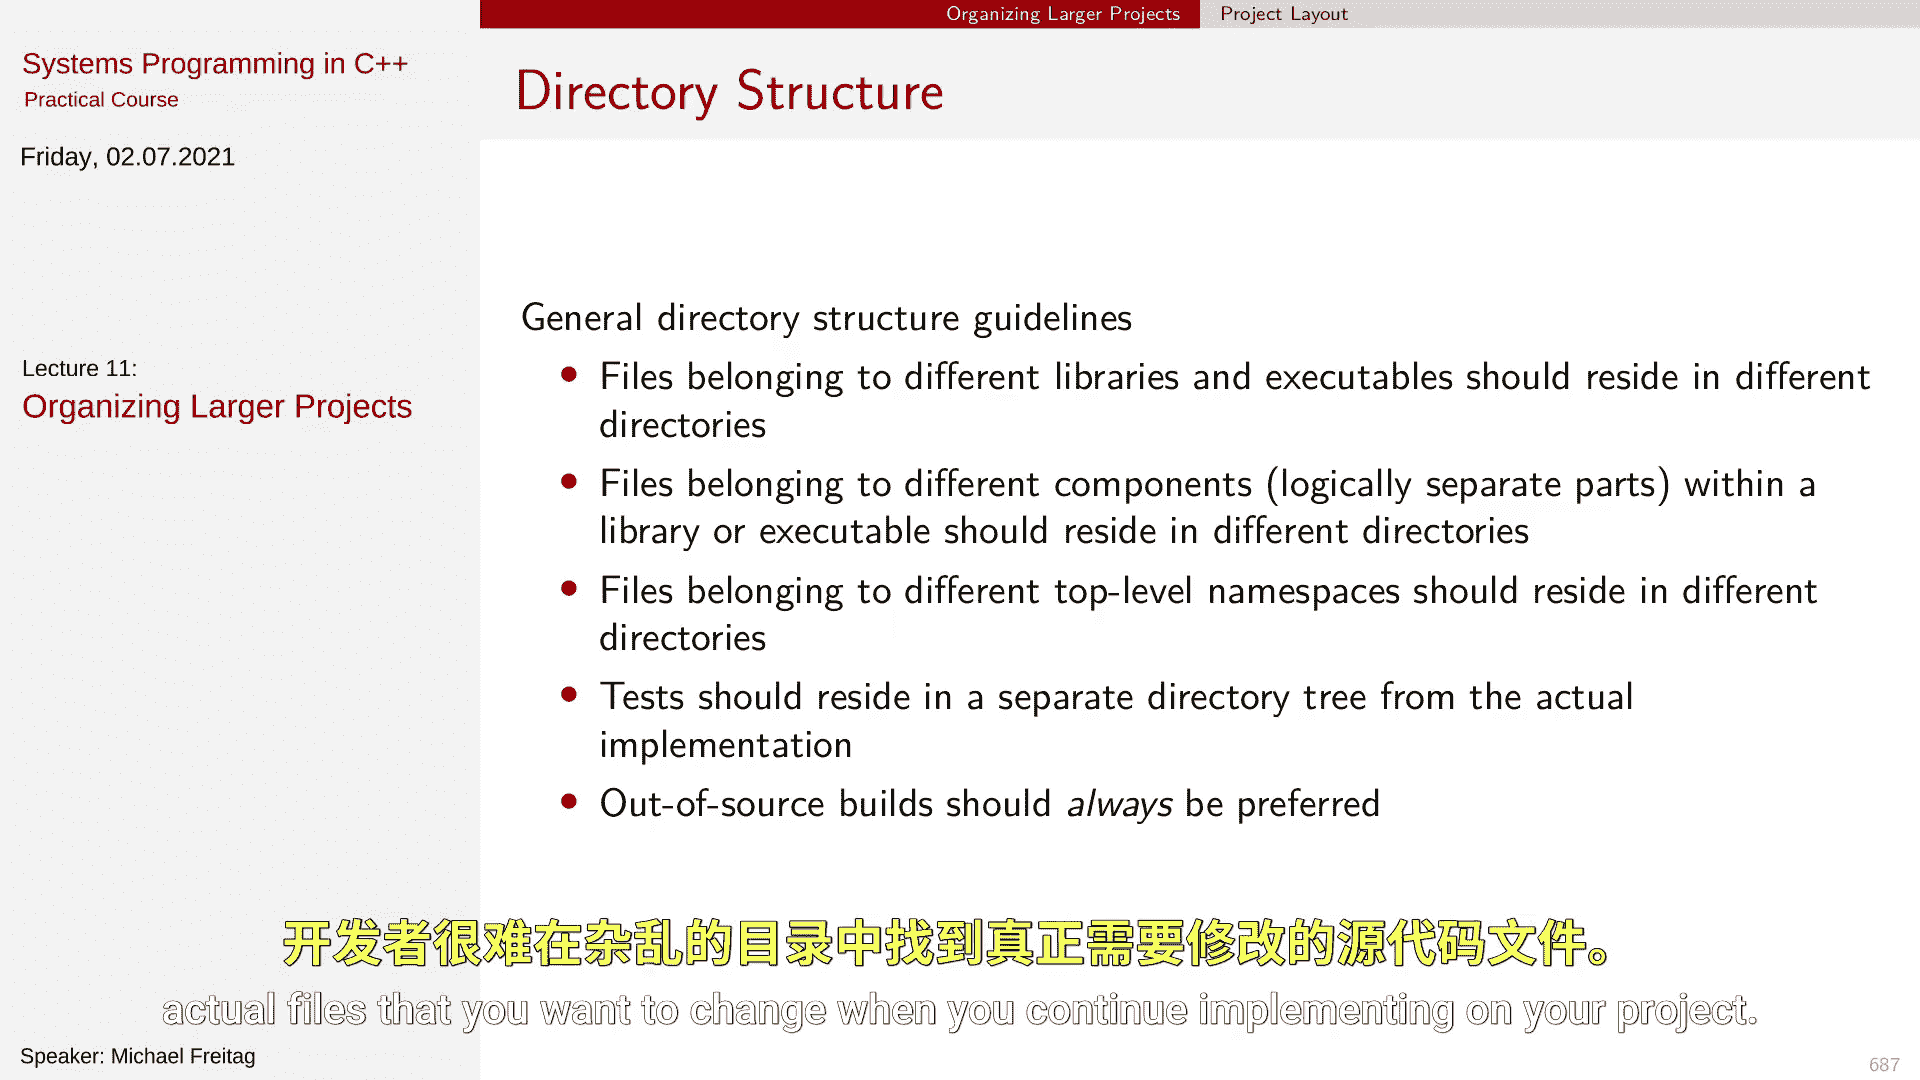 Organizing Larger Projects
Project Layout
Systems Programming in C++
Practical Course
Friday, 02.07.2021
Lecture 11:
Organizing Larger Projects
Directory Structure
General directory structure guidelines
• Files belonging to different libraries and executables should reside in different
directories
• Files belonging to different components (logically separate parts) within a
library or executable should reside in different directories
• Files belonging to different top-level namespaces should reside in different
directories
• Tests should reside in a separate directory tree from the actual
implementation
• Out-of-source builds should always be preferred
开发者很难在杂乱的目录中找到真正需要修改的源代码文件。
actual files that you want to change when you continue implementing on your project.
Speaker: Michael Freitag
687